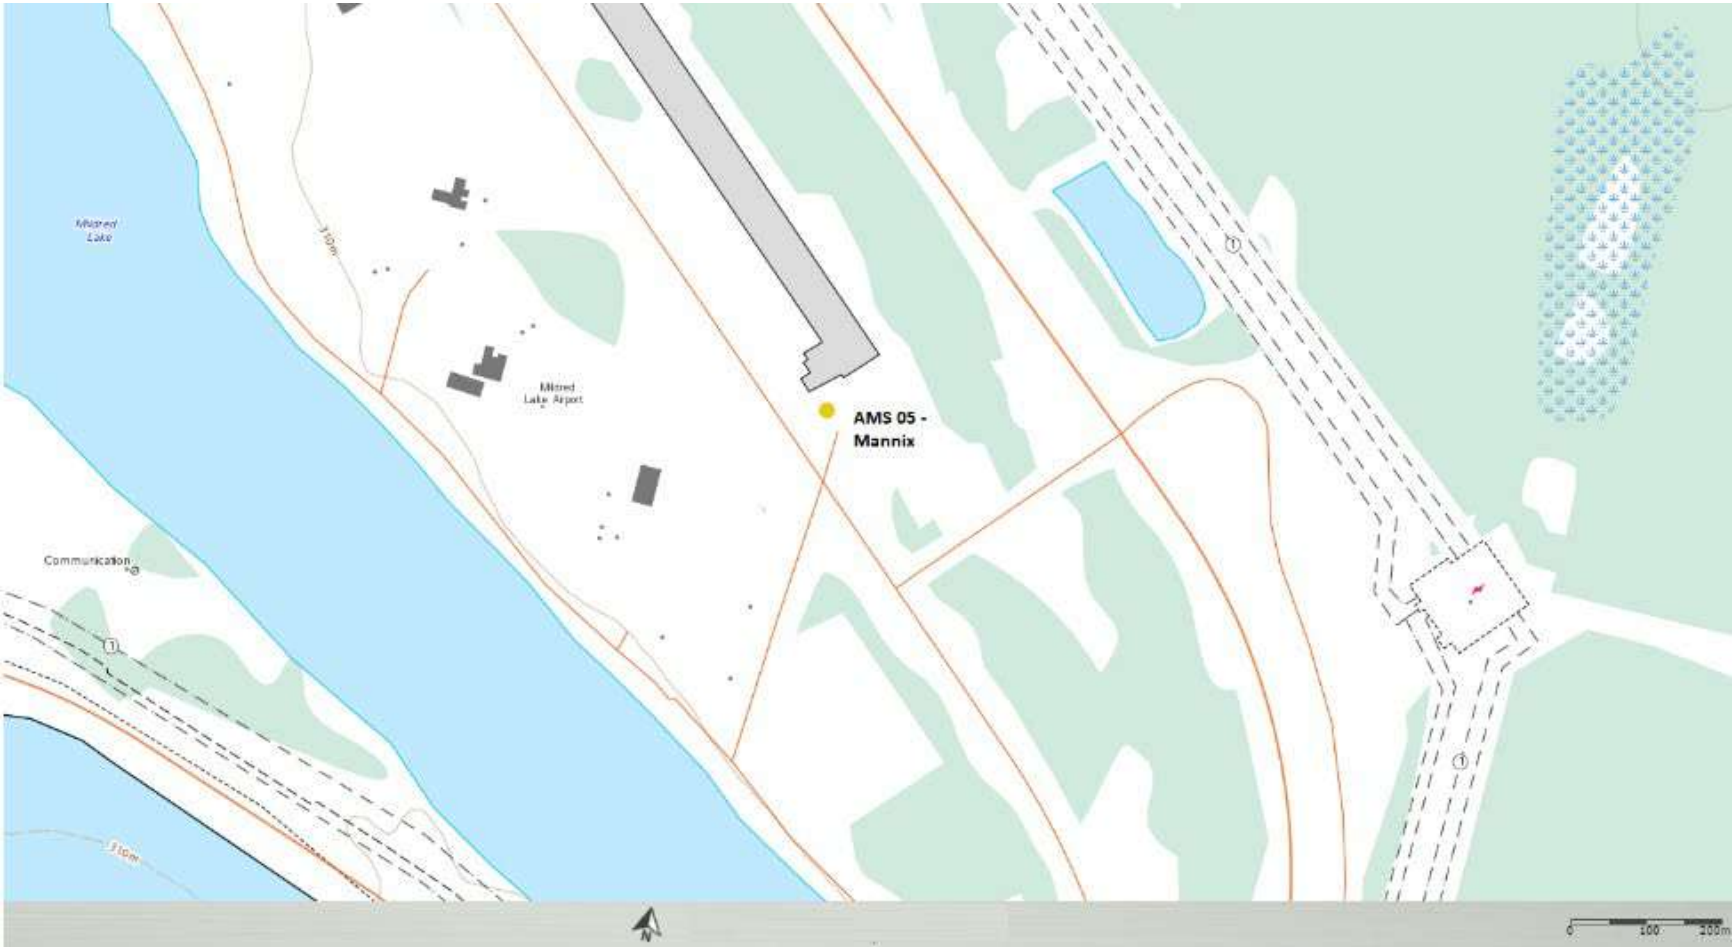 Mildred
Lake
310m
1
Mildred
Lake Airport
AMS 05 -
Mannix
Communication
1
1
310m
N
0 100 200m